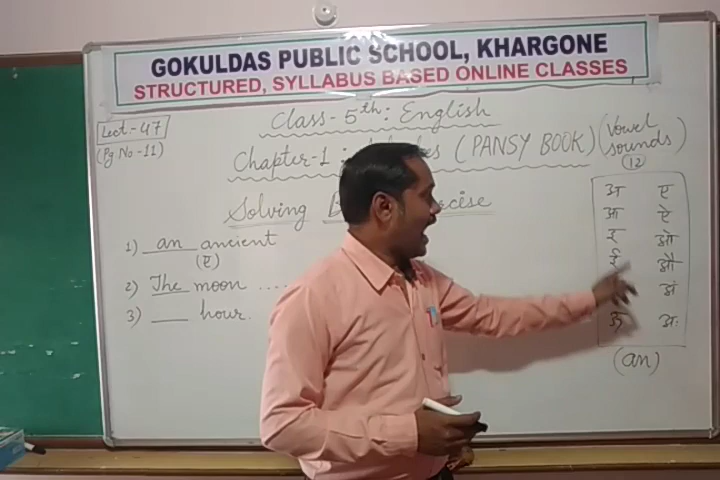 GOKULDAS PUBLIC SCHOOL, KHARGONE
STRUCTURED, SYLLABUS BASED ONLINE CLASSES
Lect.-47
(Pg No-11)
Class-5th: English
Chapter-1 : (PANSY BOOK)
(Vowel sounds)
(12)
Solving
1) an ancient
(ए)
2) The moon ....
3) ___ hour.
अ ए
आ ऐ
इ ओ
ई औ
अं
ऊ अः
(an)